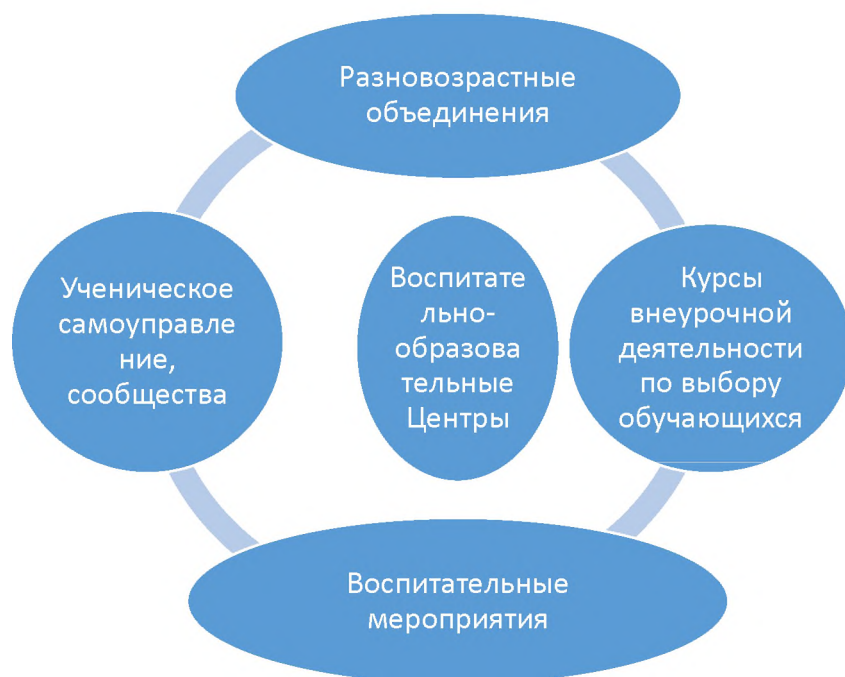 Разновозрастные
объединения
Ученическое
самоуправле
ние,
сообщества
Воспитате
льно-
образова
тельные
Центры
Курсы
внеурочной
деятельности
по выбору
обучающихся
Воспитательные
мероприятия